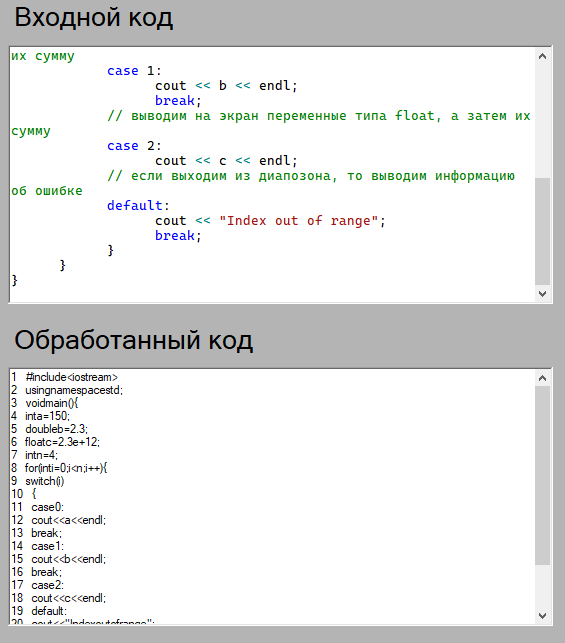 Входной код
их сумму
case 1:
cout << b << endl;
break;
// выводим на экран переменные типа float, а затем их
сумму
case 2:
cout << c << endl;
// если выходим из диапозона, то выводим информацию
об ошибке
default:
cout << "Index out of range";
break;
}
}
}
Обработанный код
1 #include<iostream>
2 usingnamespacestd;
3 voidmain(){
4 inta=150;
5 doubleb=2.3;
6 floatc=2.3e+12;
7 intn=4;
8 for(inti=0;i<n;i++){
9 switch(i)
10 {
11 case0:
12 cout<<a<<endl;
13 break;
14 case1:
15 cout<<b<<endl;
16 break;
17 case2:
18 cout<<c<<endl;
19 default:
20 cout<<"Indexoutofrange";